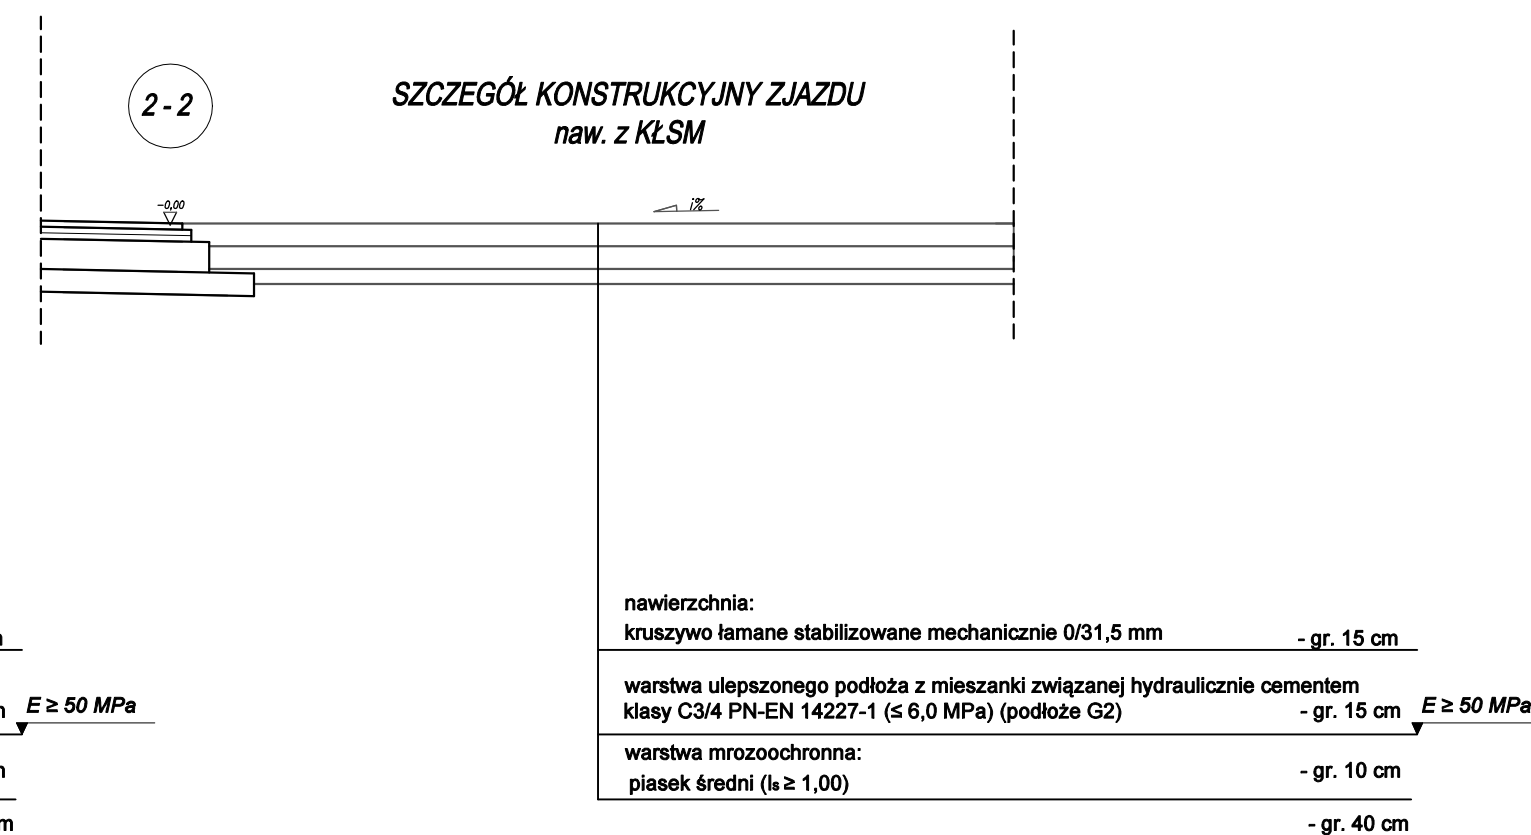 2 - 2
SZCZEGÓŁ KONSTRUKCYJNY ZJAZDU
naw. z KŁSM
-0,00
i%
nawierzchnia:
kruszywo łamane stabilizowane mechanicznie 0/31,5 mm - gr. 15 cm
warstwa ulepszonego podłoża z mieszanki związanej hydraulicznie cementem
klasy C3/4 PN-EN 14227-1 (≤ 6,0 MPa) (podłoże G2) - gr. 15 cm
E ≥ 50 MPa
E ≥ 50 MPa
warstwa mrozoochronna:
piasek średni (Is ≥ 1,00) - gr. 10 cm
- gr. 40 cm